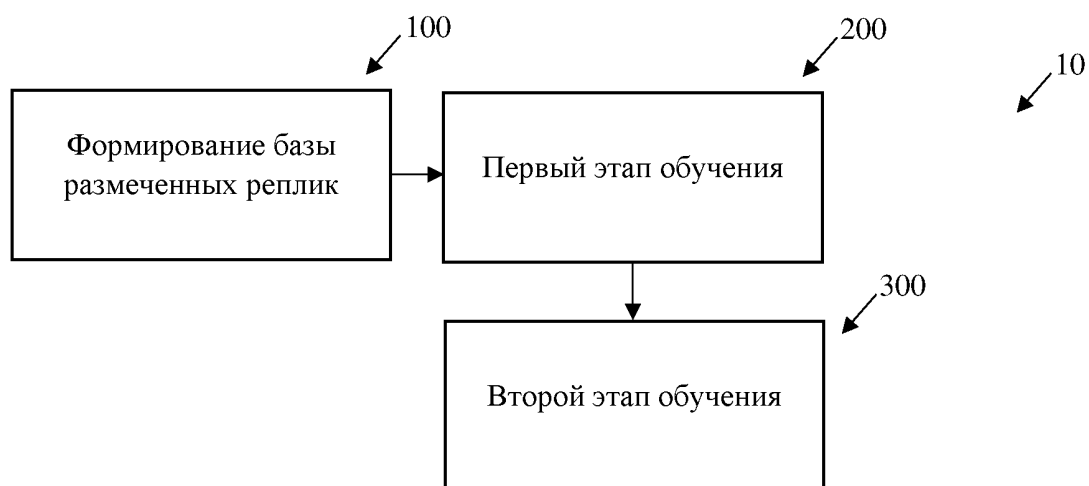 100
200
10
Формирование базы
размеченных реплик
Первый этап обучения
300
Второй этап обучения